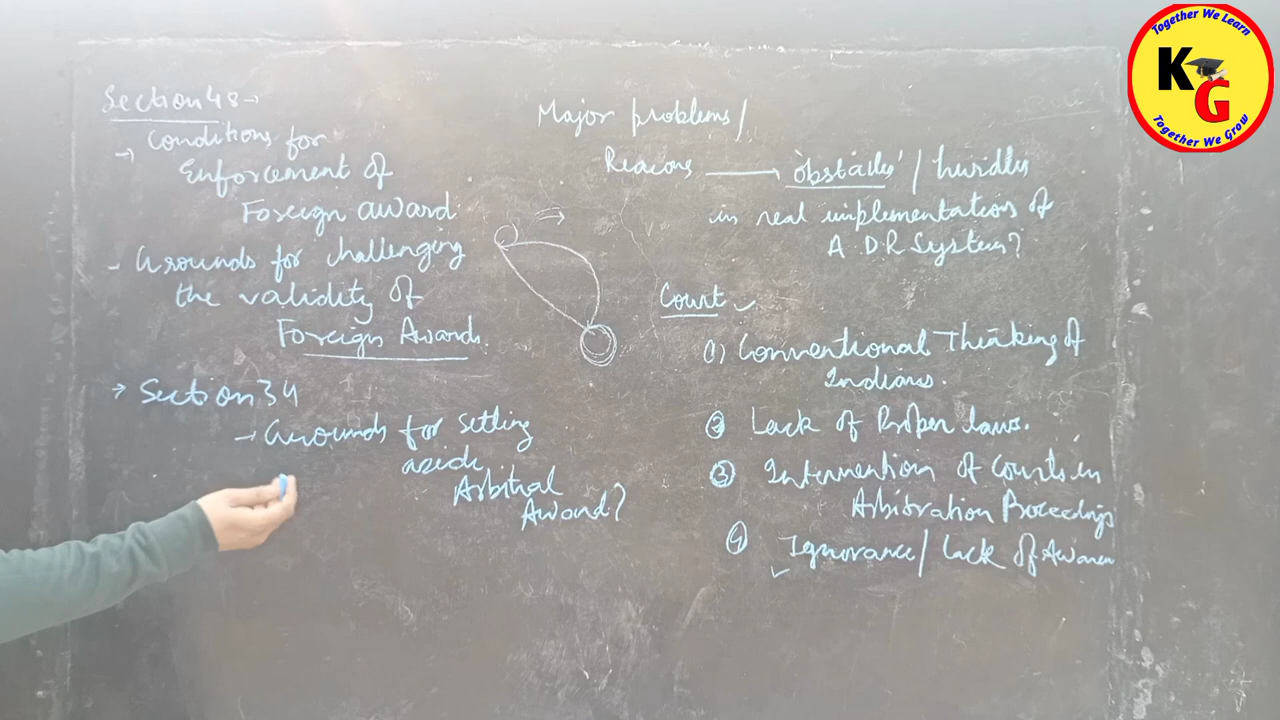 Section 48 →
→ Conditions for
Enforcement of
Foreign award
- Grounds for challenging
the validity of
Foreign Awards.
→ Section 34
→ Grounds for setting
aside
Arbitral
Award?
Major problems/
Reasons → obstacles / hurdles
in real implementation of
A.D.R System?
Court
1) Conventional Thinking of
Indians.
② Lack of Proper laws.
③ Intervention of Courts in
Arbitration Proceedings
④ Ignorance/ Lack of
Together We Learn
KG
Together We Grow